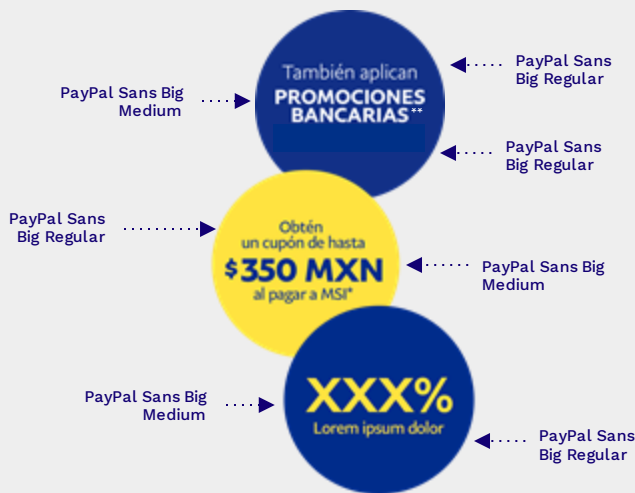 También aplican
PROMOCIONES
BANCARIAS**
PayPal Sans
Big Regular
PayPal Sans Big
Medium
PayPal Sans
Big Regular
PayPal Sans
Big Regular
Obtén
un cupón de hasta
$350 MXN
al pagar a MSI*
PayPal Sans Big
Medium
PayPal Sans Big
Medium
XXX%
Lorem ipsum dolor
PayPal Sans
Big Regular